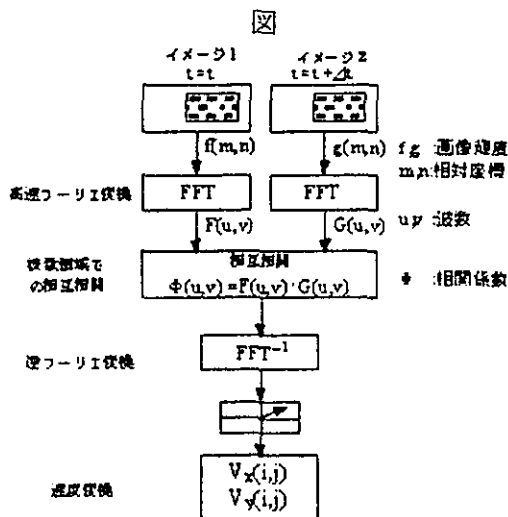 図
イメージ1
t=t
イメージ2
t=t+Δt
f(m,n)
g(m,n)
f,g :画像輝度
m,n:相対座標
高速フーリエ変換
FFT
FFT
F(u,v)
G(u,v)
u,v :波数
波数領域で
の相互相関
相互相関
Φ(u,v)=F(u,v)·G(u,v)
Φ :相関係数
逆フーリエ変換
FFT⁻¹
速度変換
Vx(i,j)
Vy(i,j)